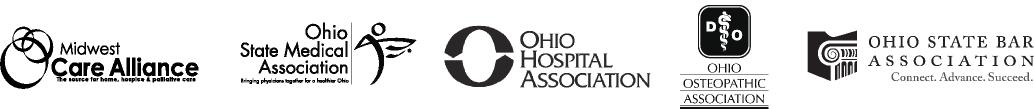 Midwest
Care Alliance
The source for home, hospice & palliative care
Ohio
State Medical
Association
Bringing physicians together for a healthier Ohio
OHIO
HOSPITAL
ASSOCIATION
D O
OHIO
OSTEOPATHIC
ASSOCIATION
OHIO STATE BAR
ASSOCIATION
Connect. Advance. Succeed.